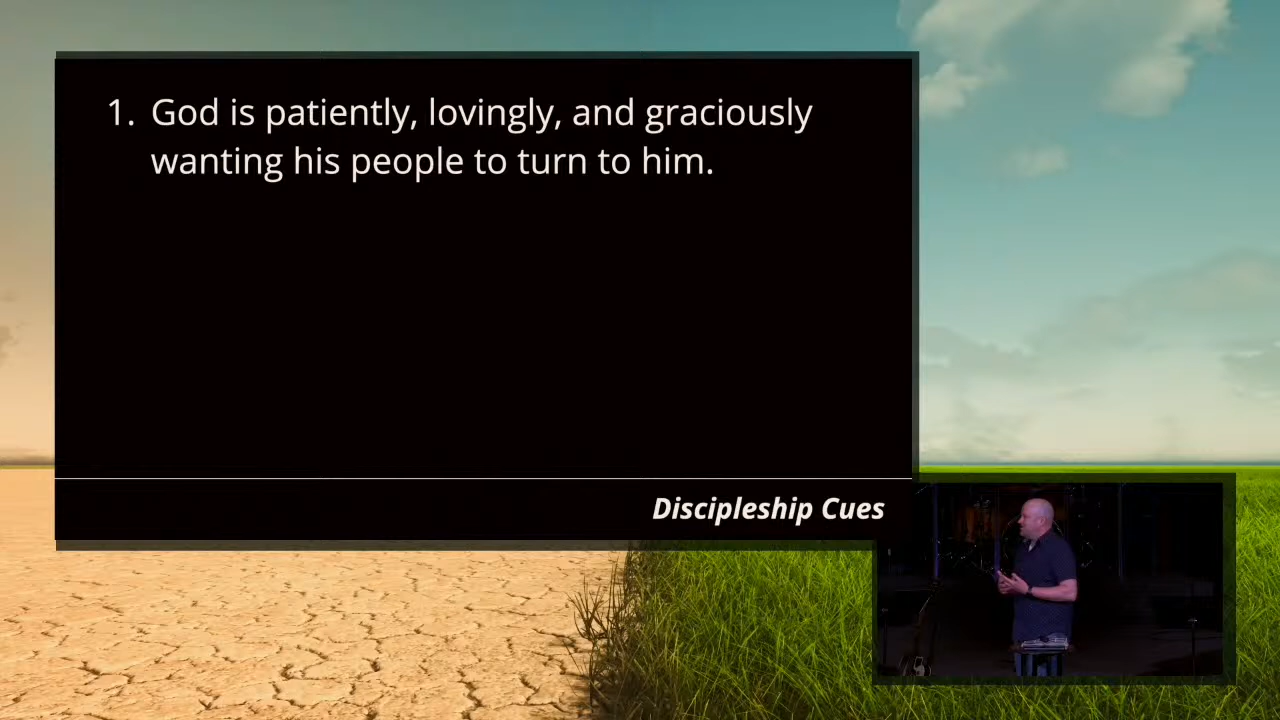 1. God is patiently, lovingly, and graciously
wanting his people to turn to him.
Discipleship Cues